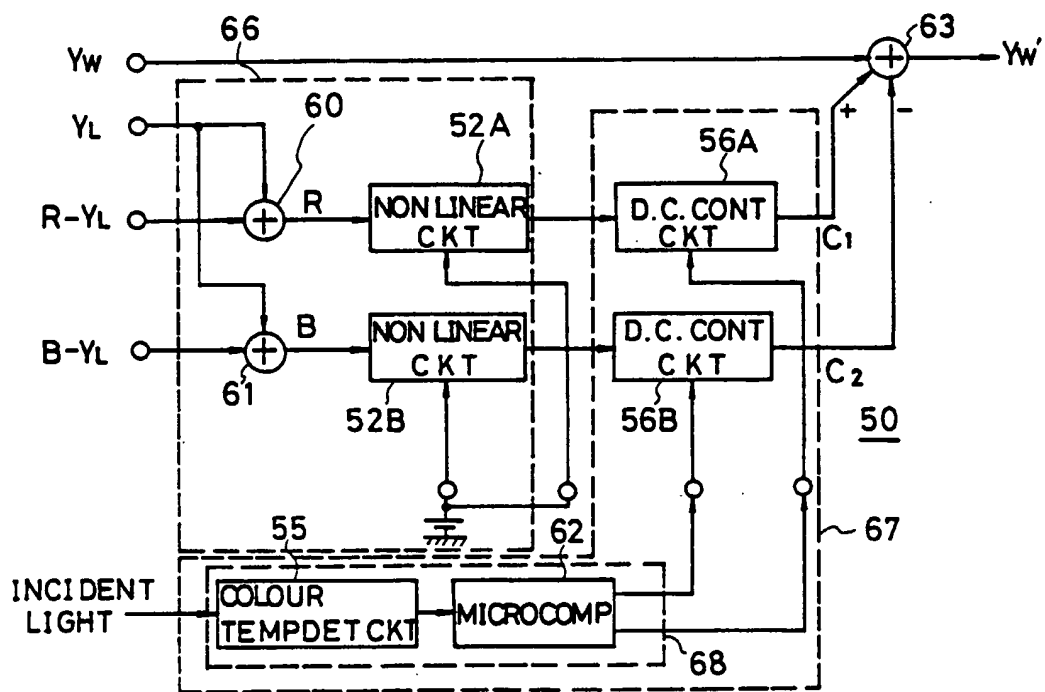 66
63
YW
YW'
60
YL
52A
56A
+
-
R-YL
R
NON LINEAR
CKT
D.C. CONT
CKT
C1
B-YL
B
NON LINEAR
CKT
D.C. CONT
CKT
C2
61
52B
56B
50
62
67
55
INCIDENT
LIGHT
COLOUR
TEMPDET CKT
MICROCOMP
68